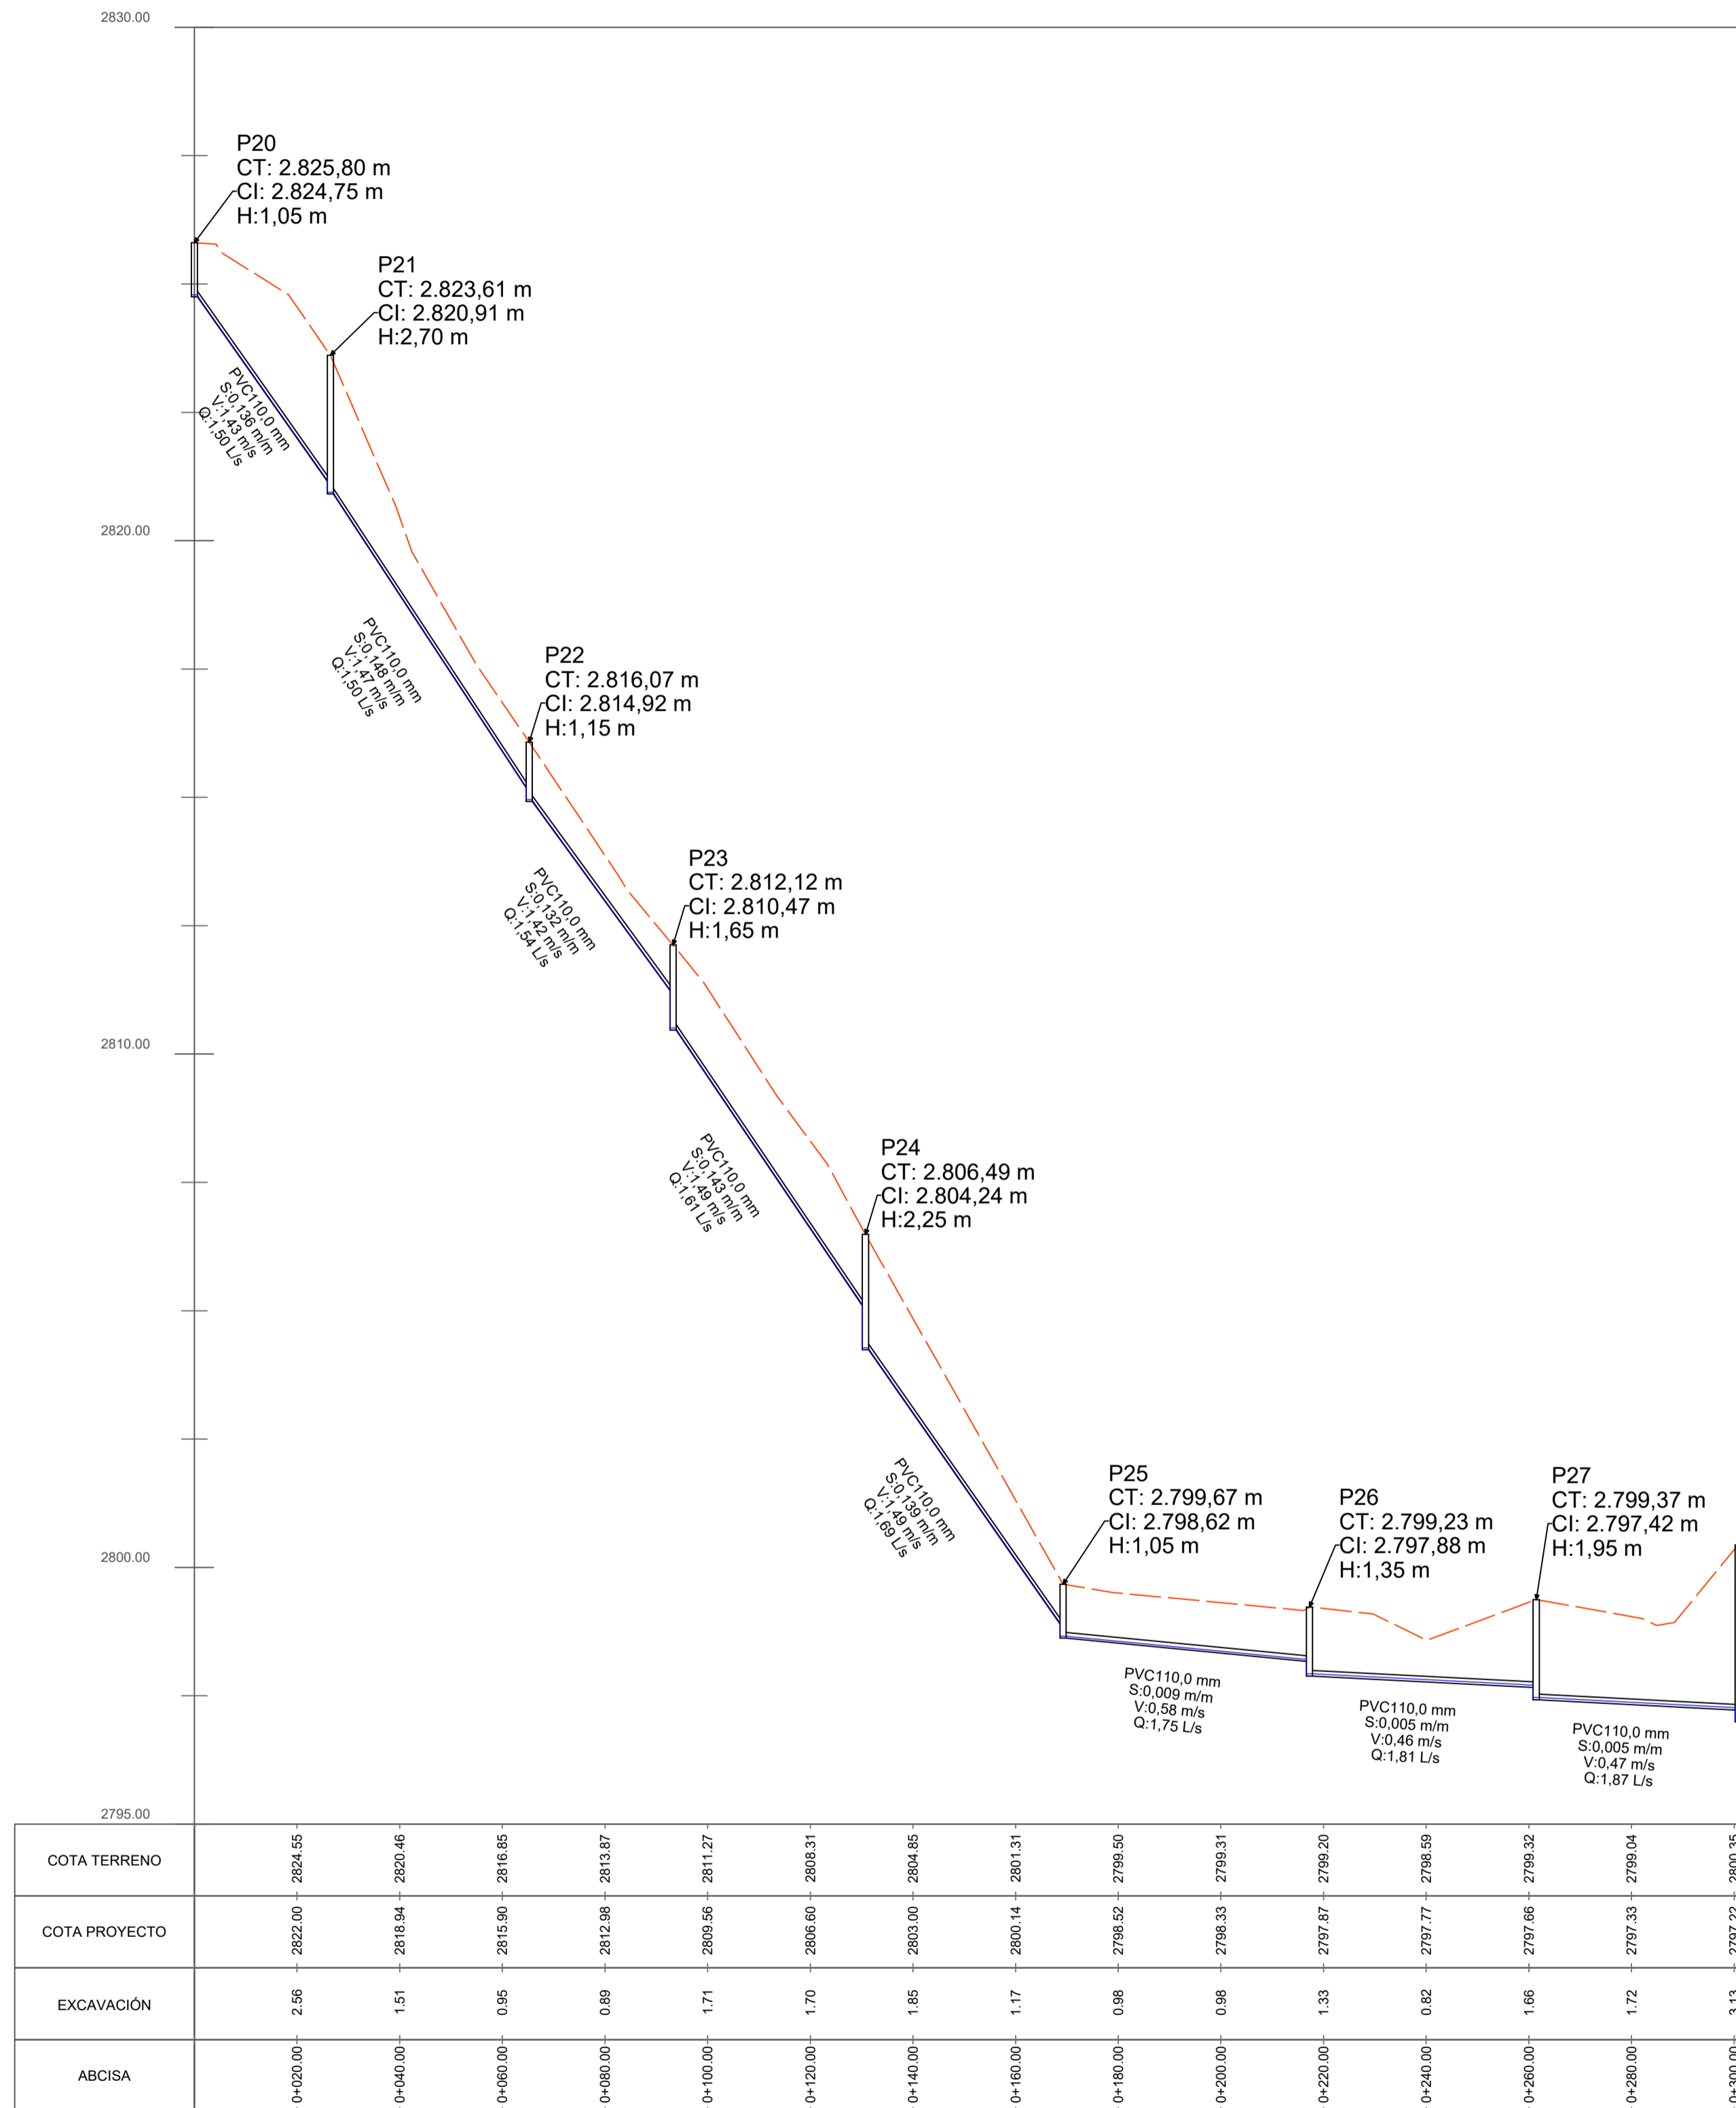 2830.00
P20
CT: 2.825,80 m
CI: 2.824,75 m
H:1,05 m
P21
CT: 2.823,61 m
CI: 2.820,91 m
H:2,70 m
PVC110,0 mm
S:0,136 m/m
V:1,43 m/s
Q:1,50 L/s
2820.00
PVC110,0 mm
S:0,148 m/m
V:1,47 m/s
Q:1,50 L/s
P22
CT: 2.816,07 m
CI: 2.814,92 m
H:1,15 m
PVC110,0 mm
S:0,132 m/m
V:1,42 m/s
Q:1,54 L/s
P23
CT: 2.812,12 m
CI: 2.810,47 m
H:1,65 m
2810.00
PVC110,0 mm
S:0,143 m/m
V:1,49 m/s
Q:1,61 L/s
P24
CT: 2.806,49 m
CI: 2.804,24 m
H:2,25 m
PVC110,0 mm
S:0,139 m/m
V:1,49 m/s
Q:1,69 L/s
2800.00
P25
CT: 2.799,67 m
CI: 2.798,62 m
H:1,05 m
P26
CT: 2.799,23 m
CI: 2.797,88 m
H:1,35 m
P27
CT: 2.799,37 m
CI: 2.797,42 m
H:1,95 m
PVC110,0 mm
S:0,009 m/m
V:0,58 m/s
Q:1,75 L/s
PVC110,0 mm
S:0,005 m/m
V:0,46 m/s
Q:1,81 L/s
PVC110,0 mm
S:0,005 m/m
V:0,47 m/s
Q:1,87 L/s
2795.00
COTA TERRENO 2824.55 2820.46 2816.85 2813.87 2811.27 2808.31 2804.85 2801.31 2799.50 2799.31 2799.20 2798.59 2799.32 2799.04 2800.35
COTA PROYECTO 2822.00 2818.94 2815.90 2812.98 2809.56 2806.60 2803.00 2800.14 2798.52 2798.33 2797.87 2797.77 2797.66 2797.33 2797.22
EXCAVACIÓN 2.56 1.51 0.95 0.89 1.71 1.70 1.85 1.17 0.98 0.98 1.33 0.82 1.66 1.72 3.13
ABCISA 0+020.00 0+040.00 0+060.00 0+080.00 0+100.00 0+120.00 0+140.00 0+160.00 0+180.00 0+200.00 0+220.00 0+240.00 0+260.00 0+280.00 0+300.00